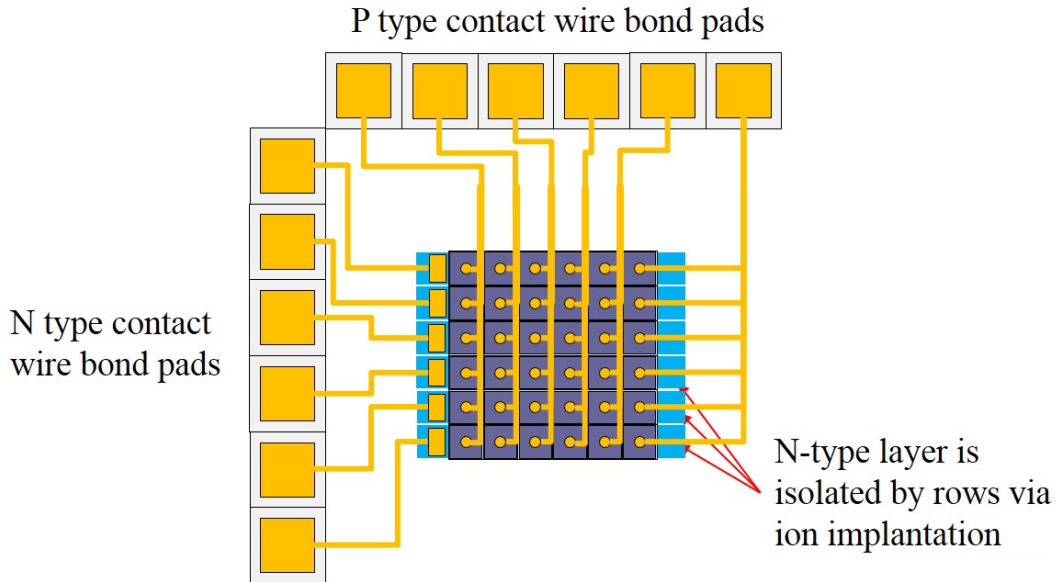 P type contact wire bond pads
N type contact
wire bond pads
N-type layer is
isolated by rows via
ion implantation